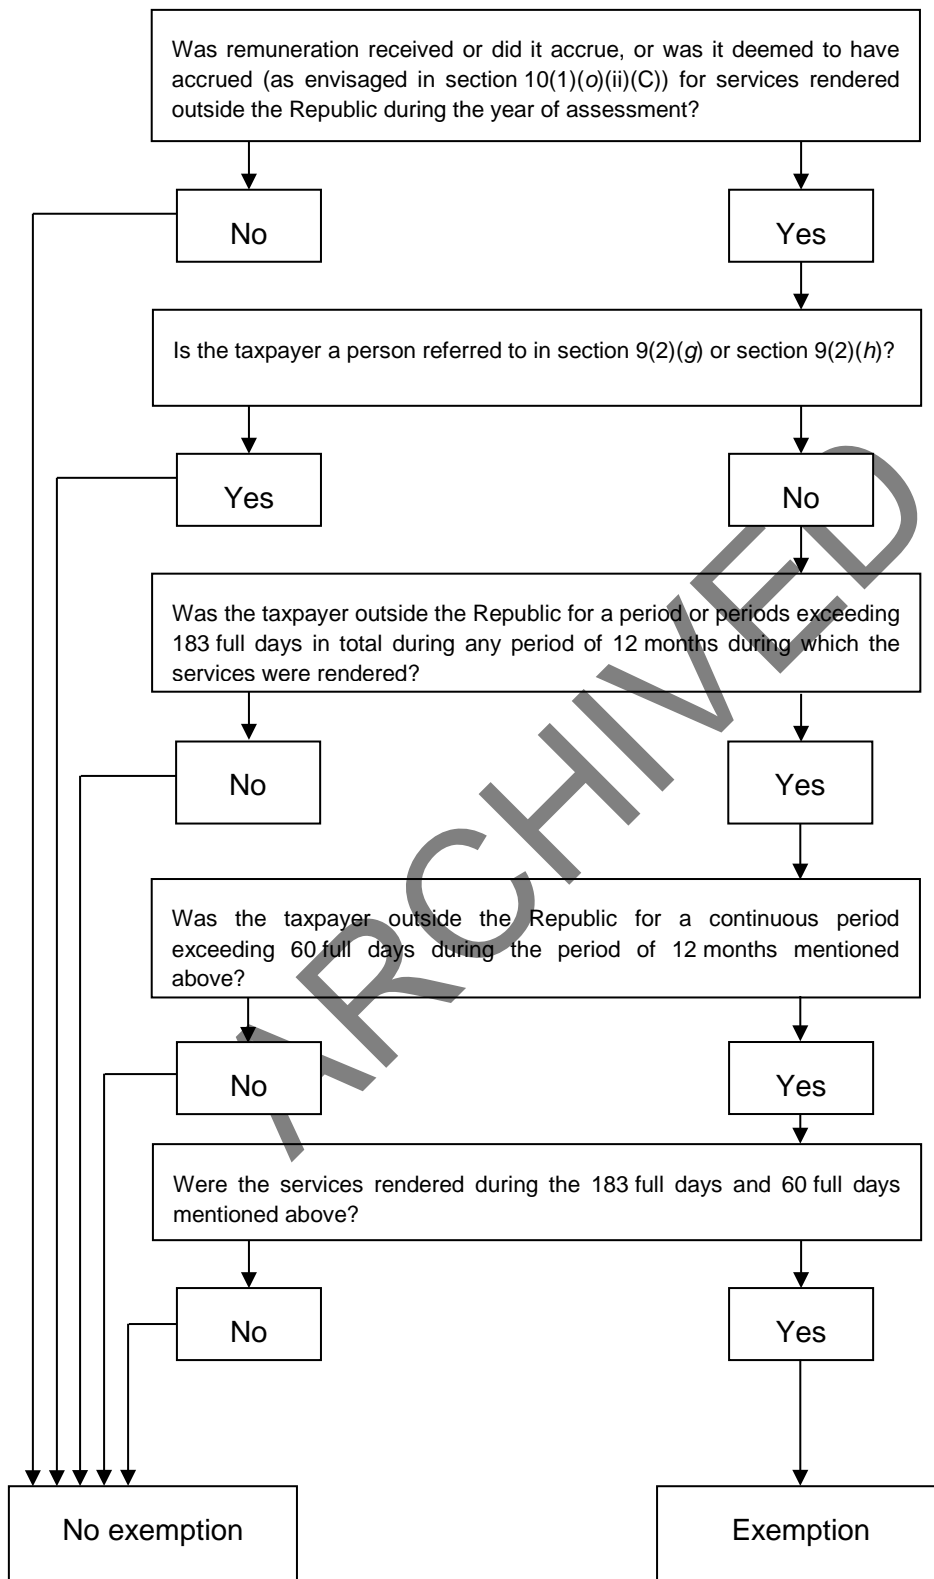 Was remuneration received or did it accrue, or was it deemed to have
accrued (as envisaged in section 10(1)(o)(ii)(C)) for services rendered
outside the Republic during the year of assessment?
No
Yes
Is the taxpayer a person referred to in section 9(2)(g) or section 9(2)(h)?
Yes
No
Was the taxpayer outside the Republic for a period or periods exceeding
183 full days in total during any period of 12 months during which the
services were rendered?
No
Yes
Was the taxpayer outside the Republic for a continuous period
exceeding 60 full days during the period of 12 months mentioned
above?
No
Yes
Were the services rendered during the 183 full days and 60 full days
mentioned above?
No
Yes
No exemption
Exemption
ARCHIVED